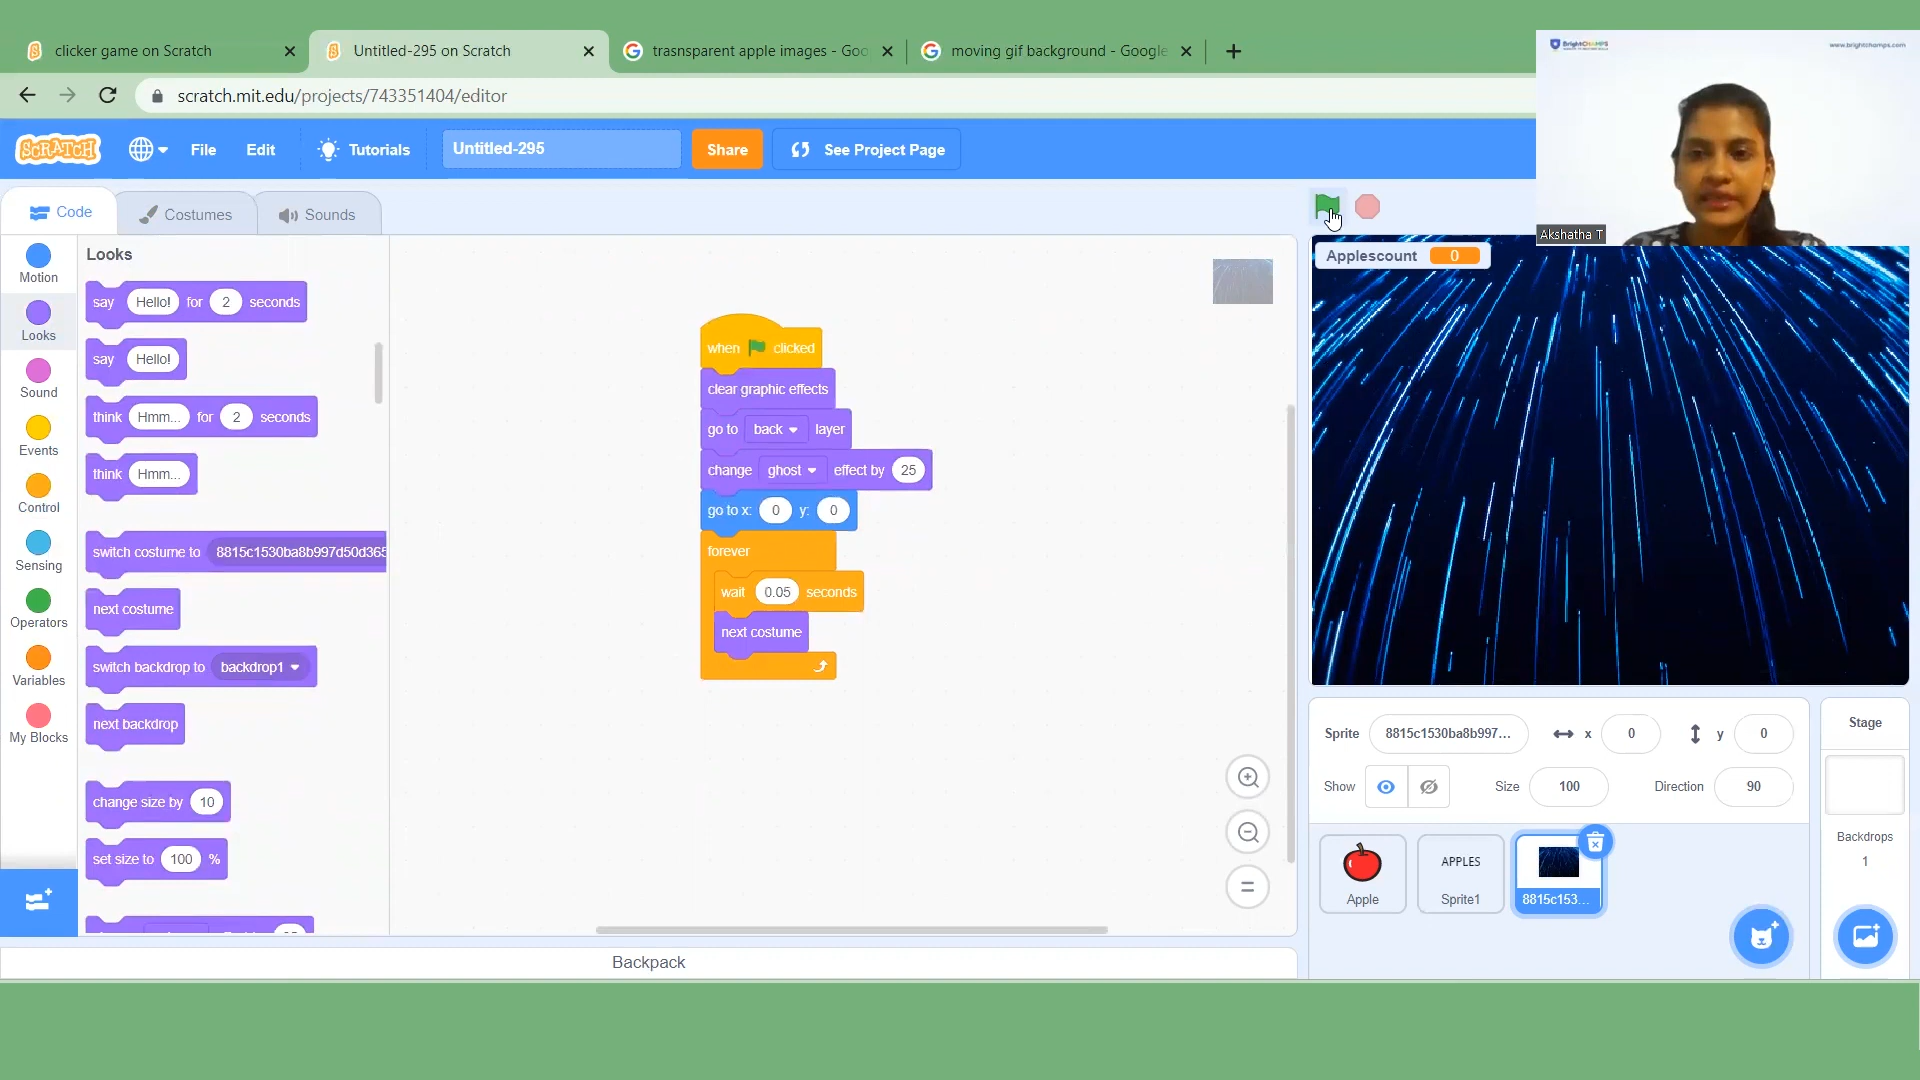 clicker game on Scratch
Untitled-295 on Scratch
trasnsparent apple images - Goo
moving gif background - Google
scratch.mit.edu/projects/743351404/editor
BrightCHAMPS
www.brightchamps.com
SCRATCH
File
Edit
Tutorials
Untitled-295
Share
See Project Page
Akshatha T
Code
Costumes
Sounds
Motion
Looks
Sound
Events
Control
Sensing
Operators
Variables
My Blocks
Looks
say Hello! for 2 seconds
say Hello!
think Hmm... for 2 seconds
think Hmm...
switch costume to 8815c1530ba8b997d50d365
next costume
switch backdrop to backdrop1
next backdrop
change size by 10
set size to 100 %
when clicked
clear graphic effects
go to back layer
change ghost effect by 25
go to x: 0 y: 0
forever
wait 0.05 seconds
next costume
Applescount 0
Sprite 8815c1530ba8b997... x 0 y 0
Show Size 100 Direction 90
Apple
APPLES
Sprite1
8815c153...
Stage
Backdrops
1
Backpack